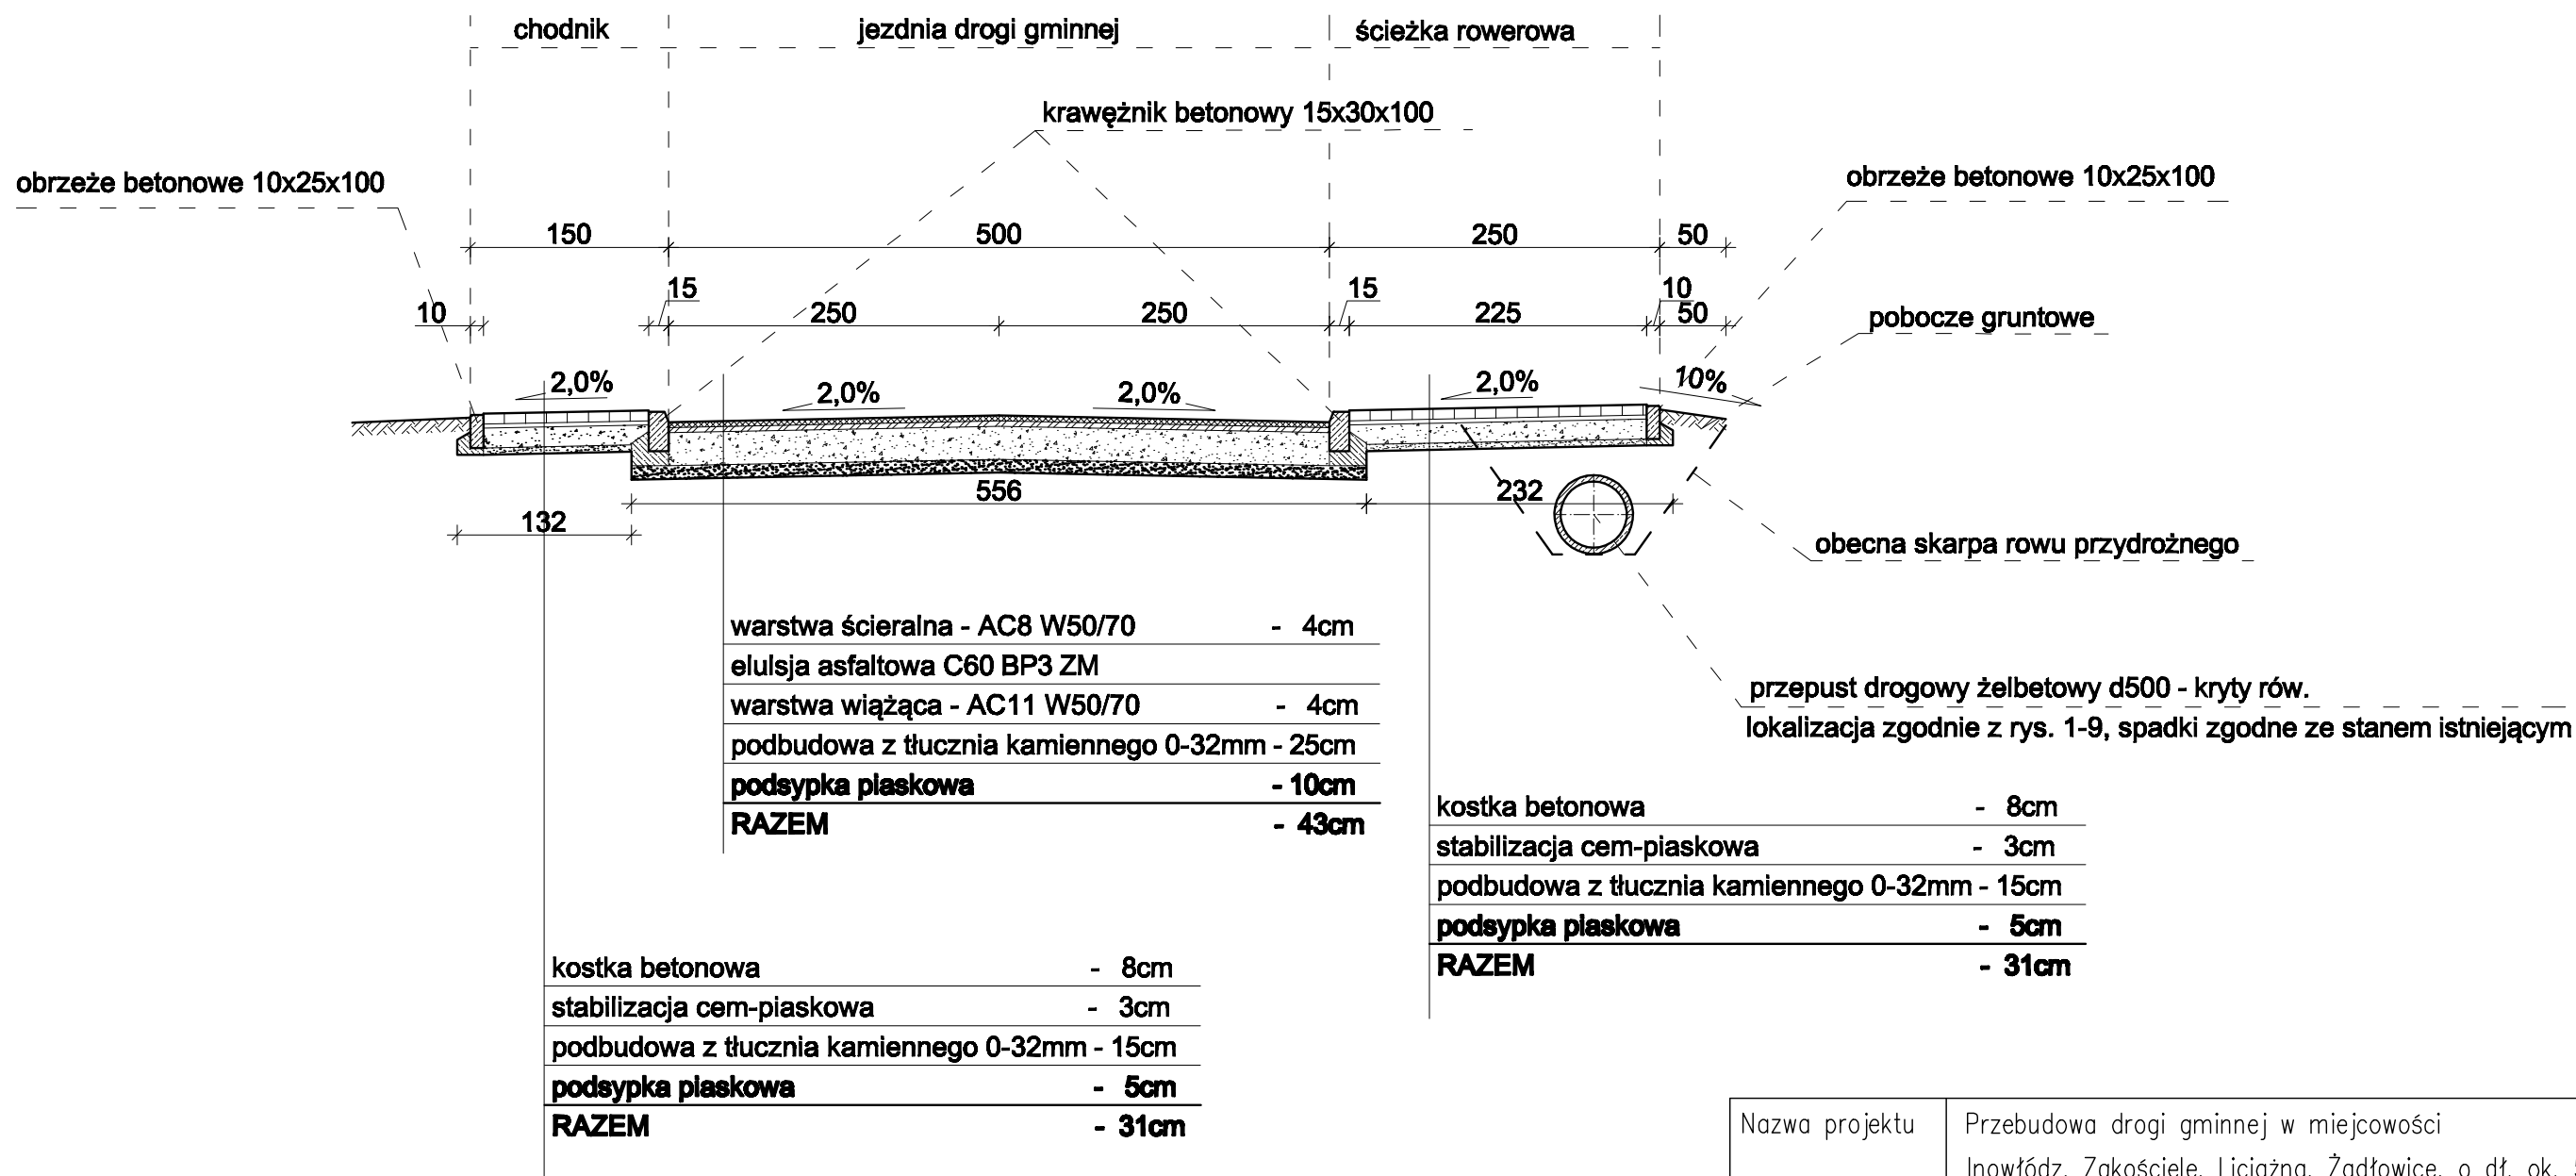 chodnik
jezdnia drogi gminnej
ścieżka rowerowa
krawężnik betonowy 15x30x100
obrzeże betonowe 10x25x100
obrzeże betonowe 10x25x100
150
500
250
50
10
15
250
250
15
225
10
50
pobocze gruntowe
2,0%
2,0%
2,0%
2,0%
10%
556
232
132
obecna skarpa rowu przydrożnego
warstwa ścieralna - AC8 W50/70 - 4cm
elulsja asfaltowa C60 BP3 ZM
warstwa wiążąca - AC11 W50/70 - 4cm
podbudowa z tłucznia kamiennego 0-32mm - 25cm
podsypka piaskowa - 10cm
RAZEM - 43cm
przepust drogowy żelbetowy d500 - kryty rów.
lokalizacja zgodnie z rys. 1-9, spadki zgodne ze stanem istniejącym
kostka betonowa - 8cm
stabilizacja cem-piaskowa - 3cm
podbudowa z tłucznia kamiennego 0-32mm - 15cm
podsypka piaskowa - 5cm
RAZEM - 31cm
kostka betonowa - 8cm
stabilizacja cem-piaskowa - 3cm
podbudowa z tłucznia kamiennego 0-32mm - 15cm
podsypka piaskowa - 5cm
RAZEM - 31cm
Nazwa projektu
Przebudowa drogi gminnej w miejcowości
Inowłódz, Zakościele, Liciążna, Żądłowice, o dł. ok.